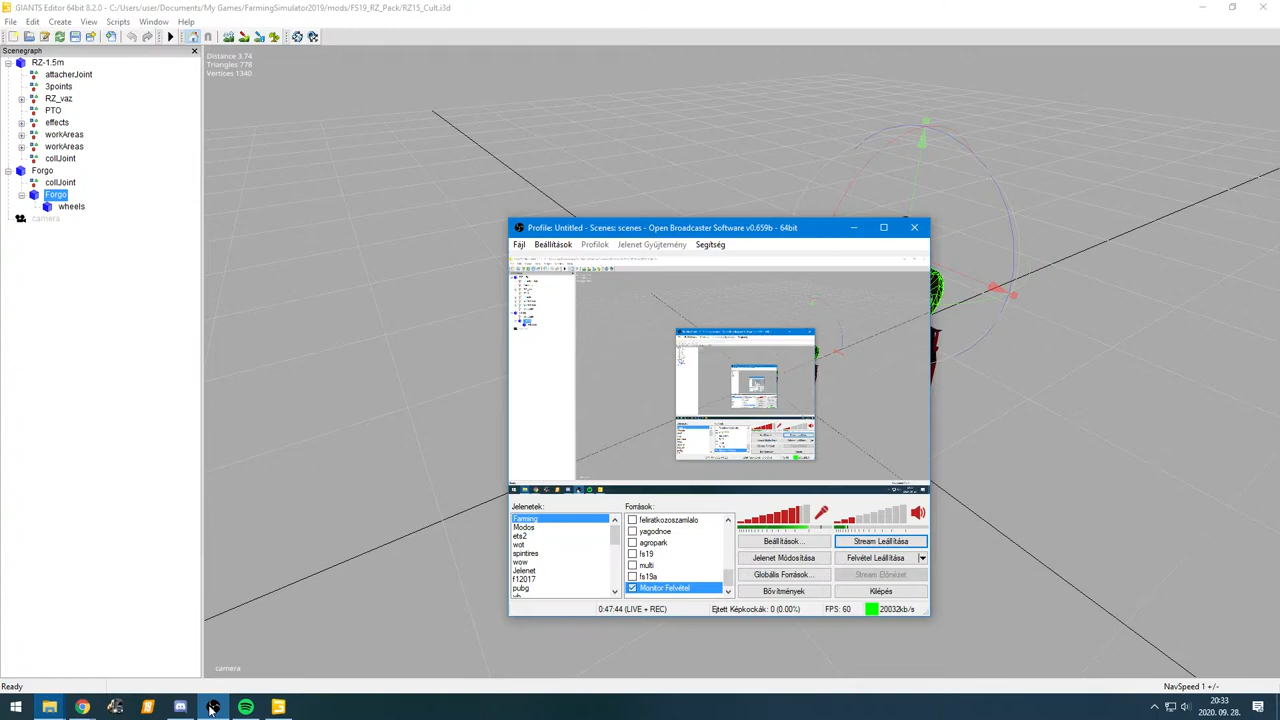 GIANTS Editor 64bit 8.2.0 - C:/Users/user/Documents/My Games/FarmingSimulator2019/mods/FS19_RZ_Pack/RZ15_Cult.i3d
File Edit Create View Scripts Window Help
Scenegraph
RZ-1.5m
attacherJoint
3points
RZ_vaz
PTO
effects
workAreas
workAreas
collJoint
Forgo
collJoint
Forgo
wheels
camera
Distance 3.74
Triangles 778
Vertices 1340
Profile: Untitled - Scenes: scenes - Open Broadcaster Software v0.659b - 64bit
Fájl Beállítások Profilok Jelenet Gyűjtemény Segítség
Jelenetek:
Farming
Modos
ets2
wot
spintires
wow
Jelenet
f12017
pubg
Források:
feliratkozoszamlalo
yagodnoe
agropark
fs19
multi
fs19a
Monitor Felvétel
Beállítások...
Stream Leállítása
Jelenet Módosítása
Felvétel Leállítása
Globális Források...
Stream Előnézet
Bővítmények
Kilépés
0:47:44 (LIVE + REC)
Ejtett Képkockák: 0 (0.00%)
FPS: 60
20032kb/s
camera
Ready
NavSpeed 1 +/-
20:33
2020. 09. 28.